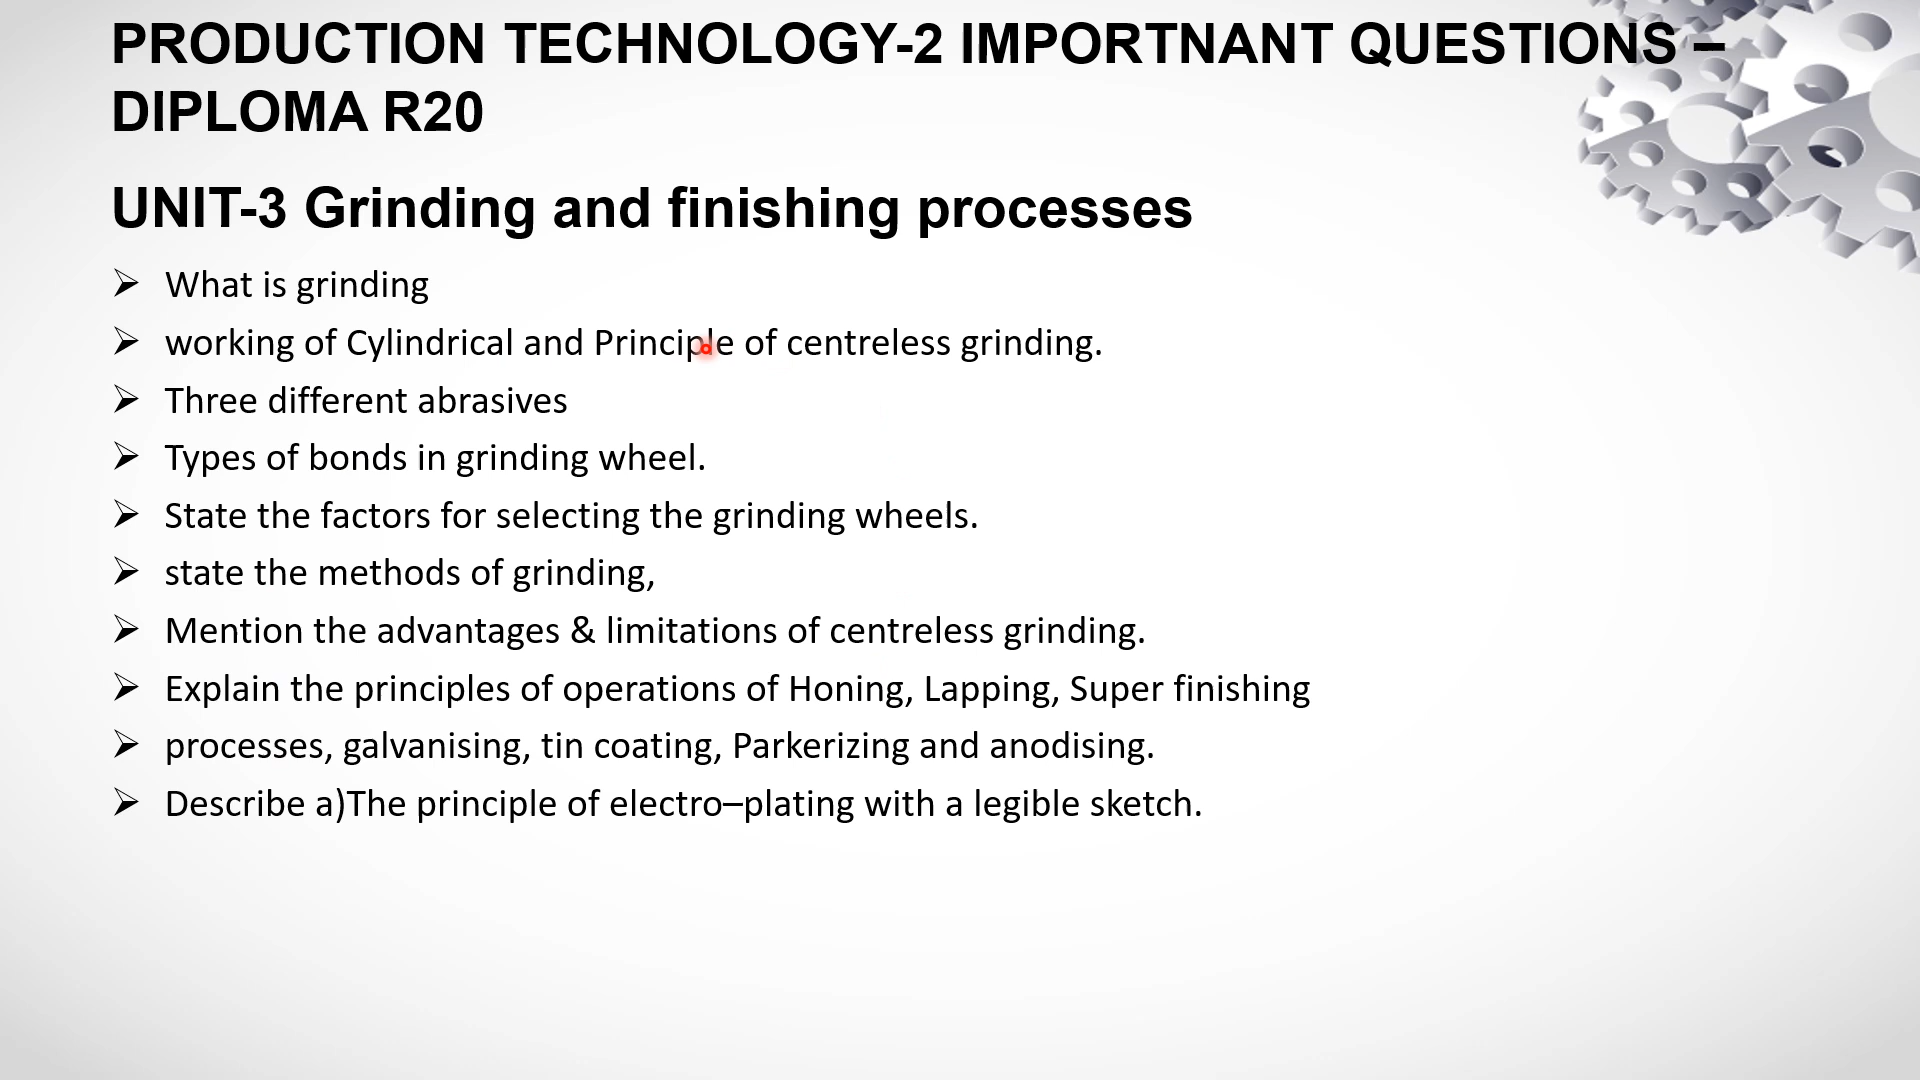 PRODUCTION TECHNOLOGY-2 IMPORTNANT QUESTIONS –
DIPLOMA R20
UNIT-3 Grinding and finishing processes
➢ What is grinding
➢ working of Cylindrical and Principle of centreless grinding.
➢ Three different abrasives
➢ Types of bonds in grinding wheel.
➢ State the factors for selecting the grinding wheels.
➢ state the methods of grinding,
➢ Mention the advantages & limitations of centreless grinding.
➢ Explain the principles of operations of Honing, Lapping, Super finishing
➢ processes, galvanising, tin coating, Parkerizing and anodising.
➢ Describe a)The principle of electro–plating with a legible sketch.